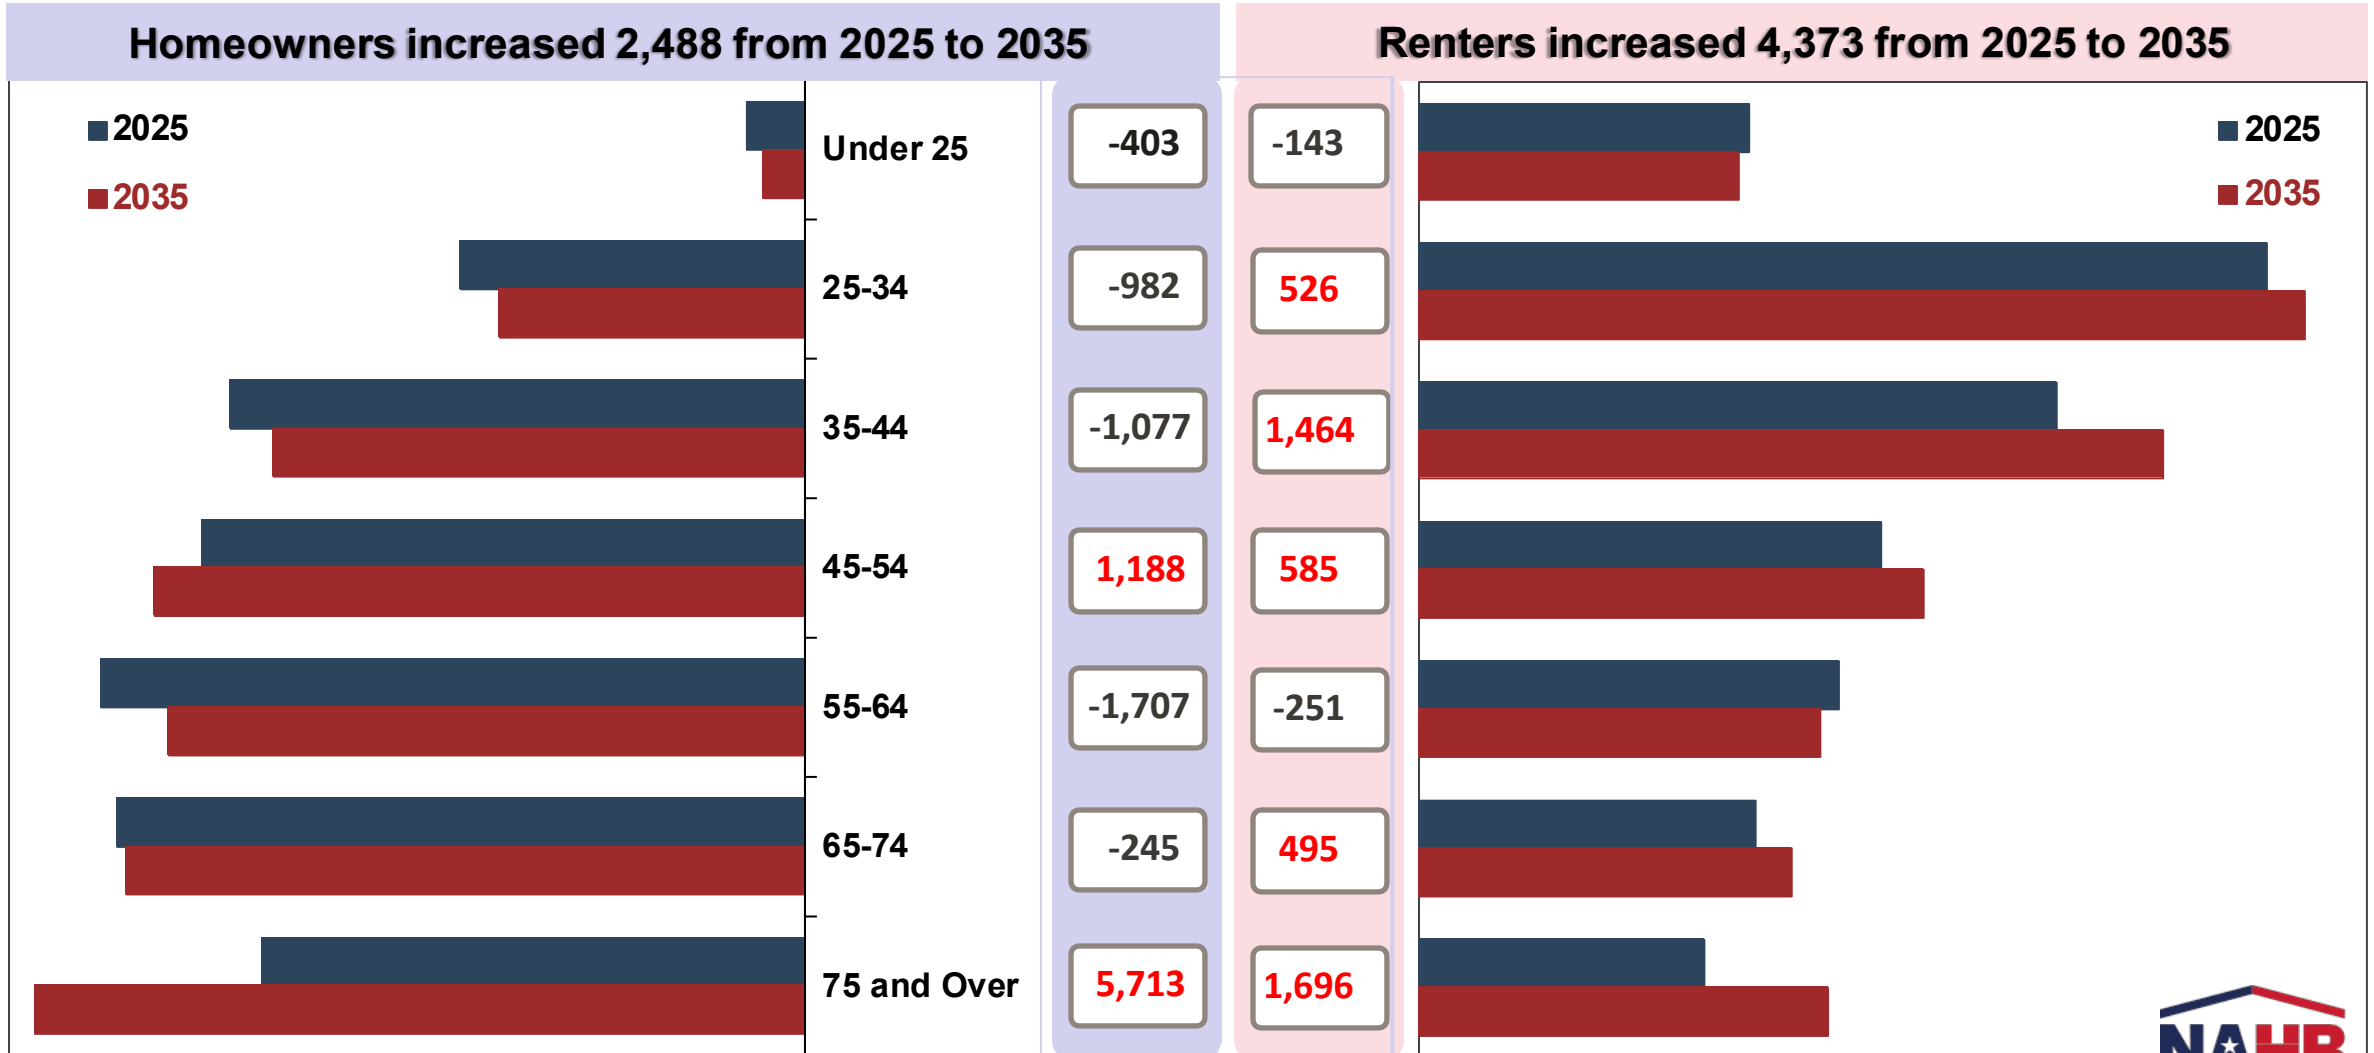 Homeowners increased 2,488 from 2025 to 2035
Renters increased 4,373 from 2025 to 2035
2025
2035
2025
2035
Under 25 -403 -143
25-34 -982 526
35-44 -1,077 1,464
45-54 1,188 585
55-64 -1,707 -251
65-74 -245 495
75 and Over 5,713 1,696
NAHB